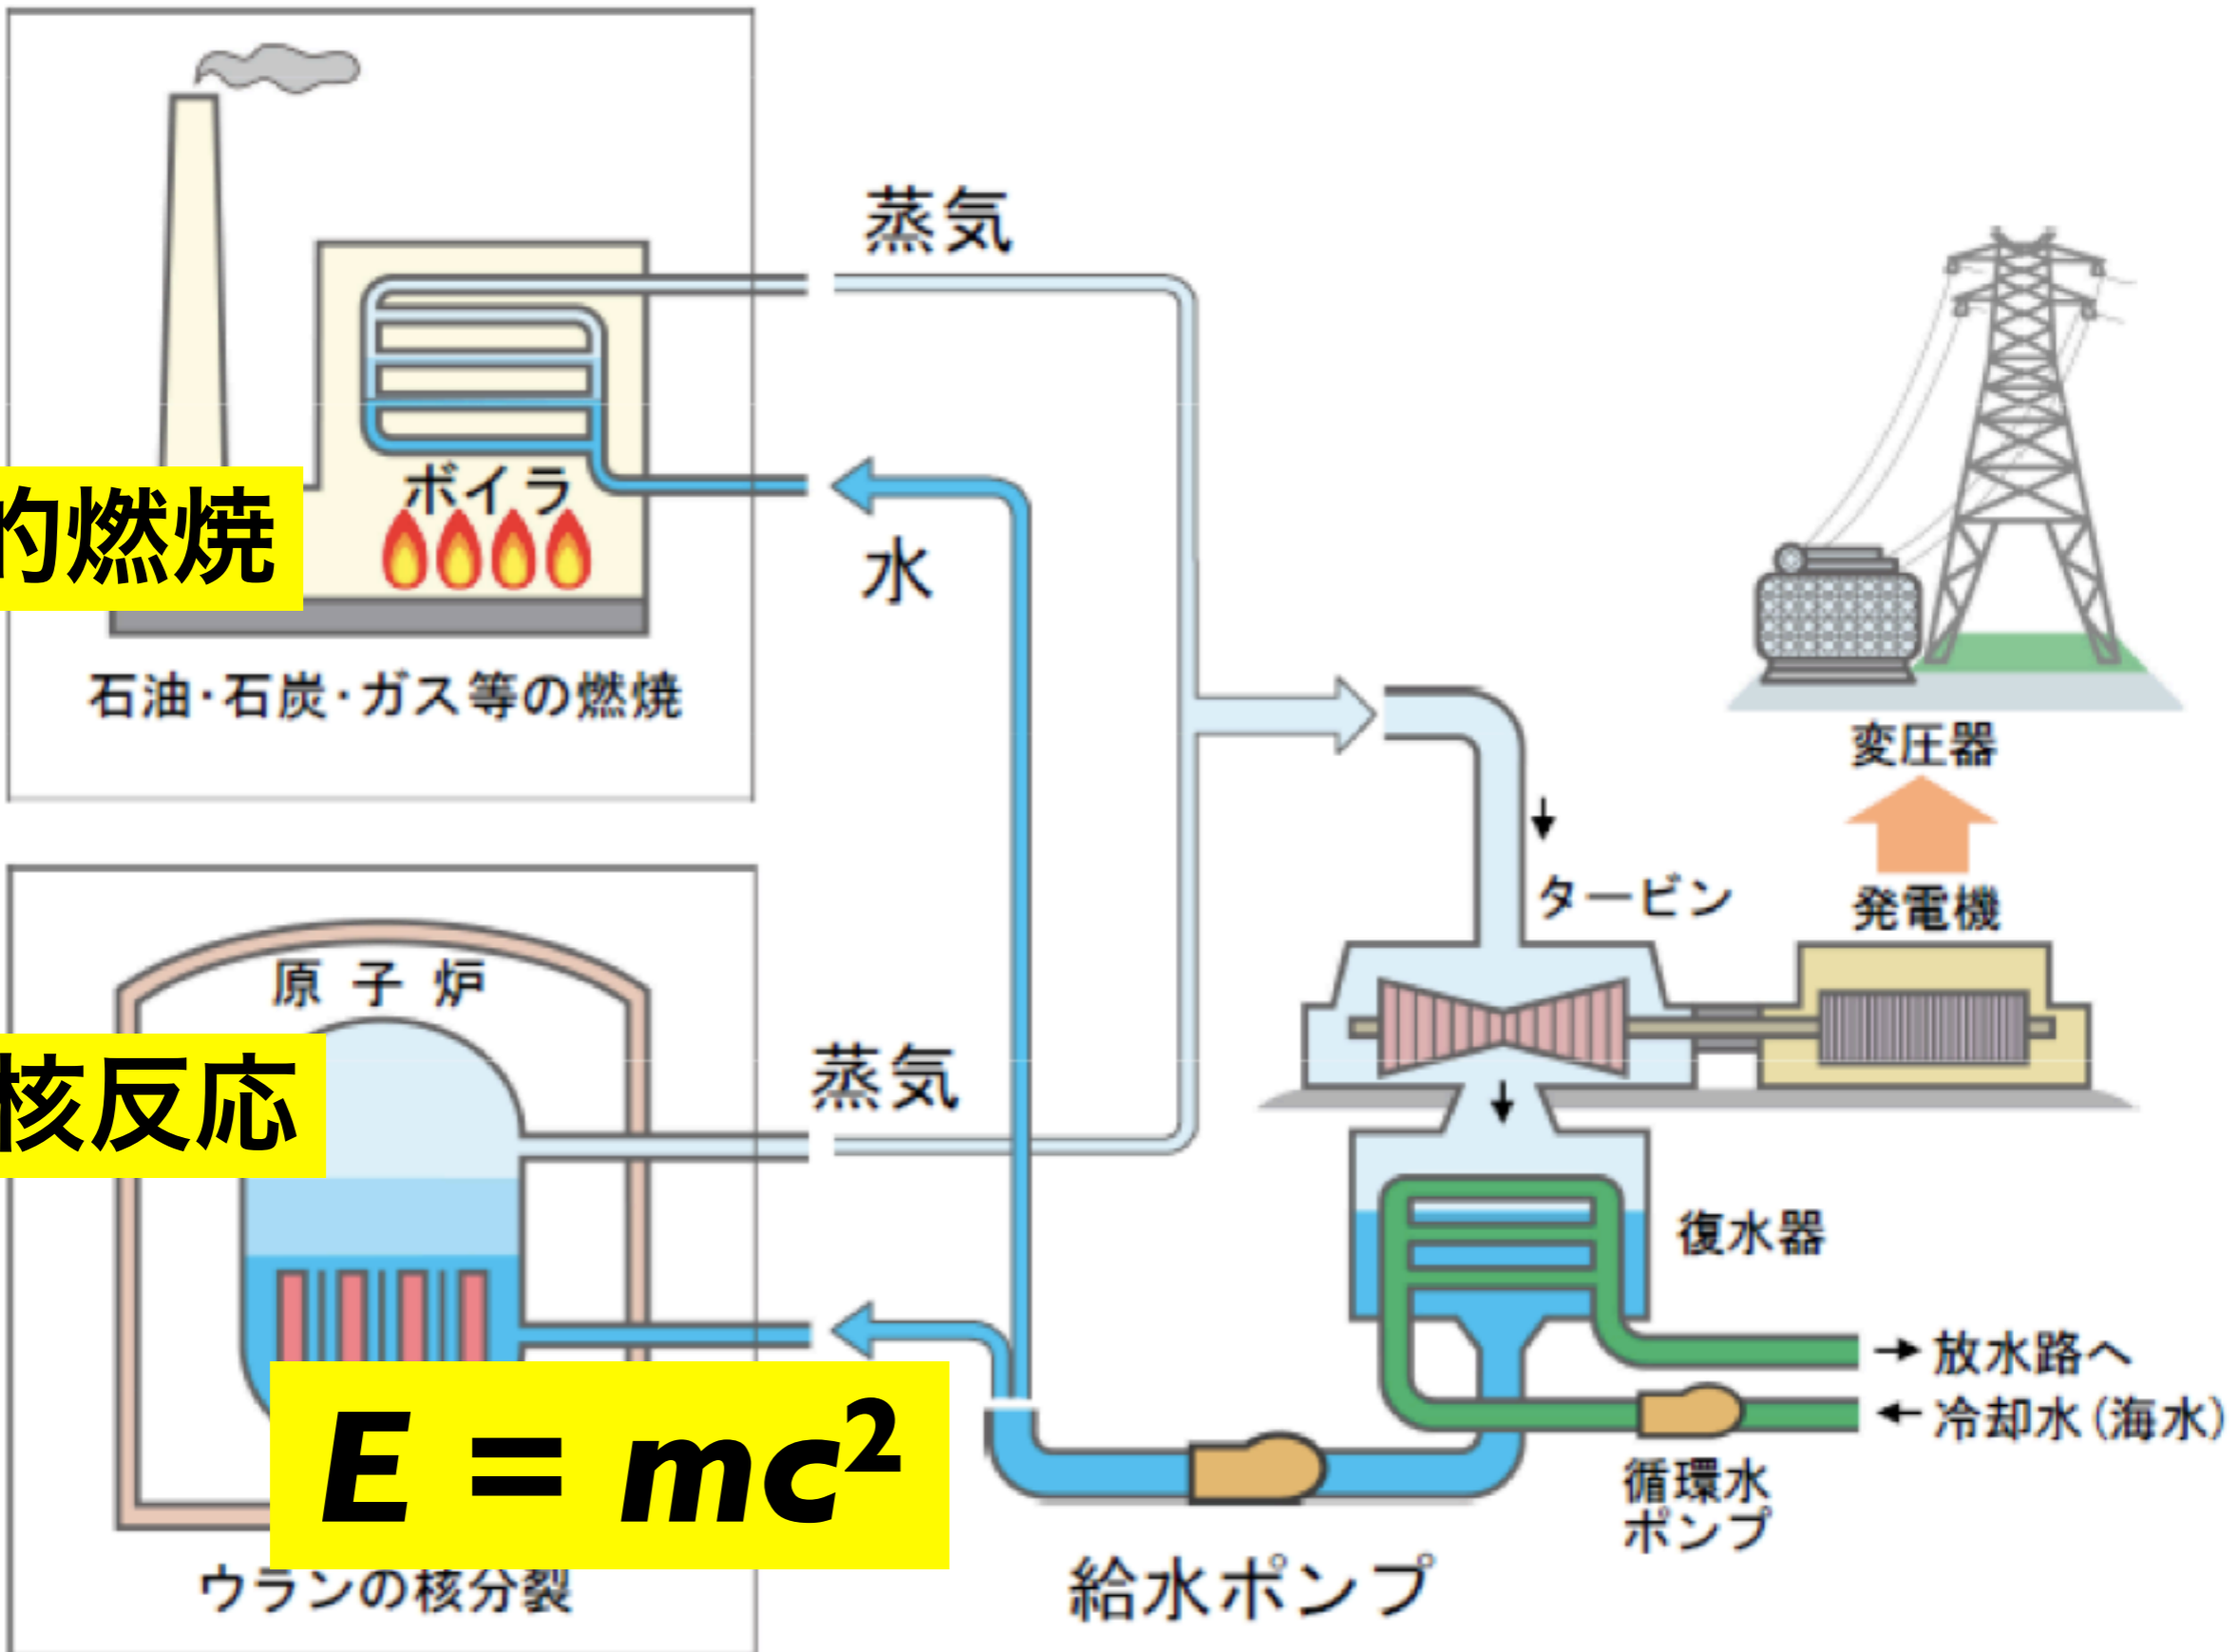 蒸気
ボイラ
的燃焼
水
石油・石炭・ガス等の燃焼
変圧器
タービン
発電機
原子炉
核反応
蒸気
復水器
放水路へ
冷却水(海水)
循環水
ポンプ
E = mc²
ウランの核分裂
給水ポンプ